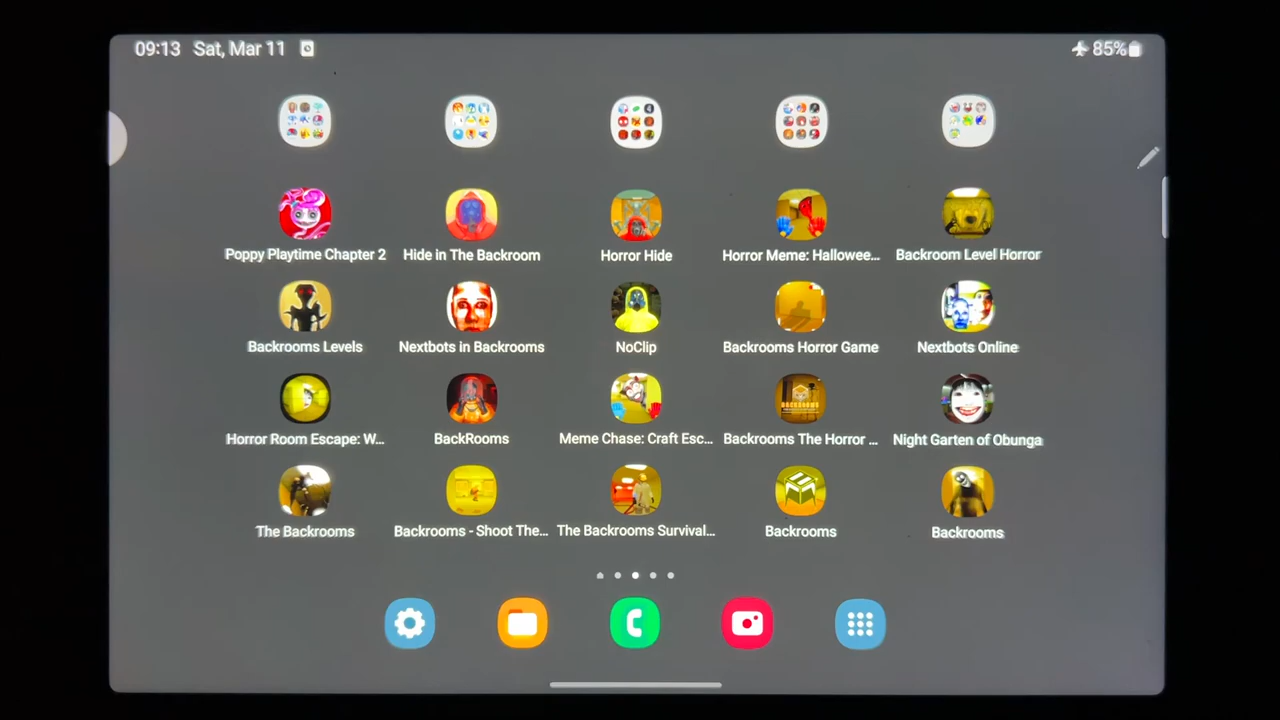 09:13 Sat, Mar 11
85%
Poppy Playtime Chapter 2
Hide in The Backroom
Horror Hide
Horror Meme: Hallowee...
Backroom Level Horror
Backrooms Levels
Nextbots in Backrooms
NoClip
Backrooms Horror Game
Nextbots Online
Horror Room Escape: W...
BackRooms
Meme Chase: Craft Esc...
Backrooms The Horror ...
Night Garten of Obunga
The Backrooms
Backrooms - Shoot The...
The Backrooms Survival...
Backrooms
Backrooms